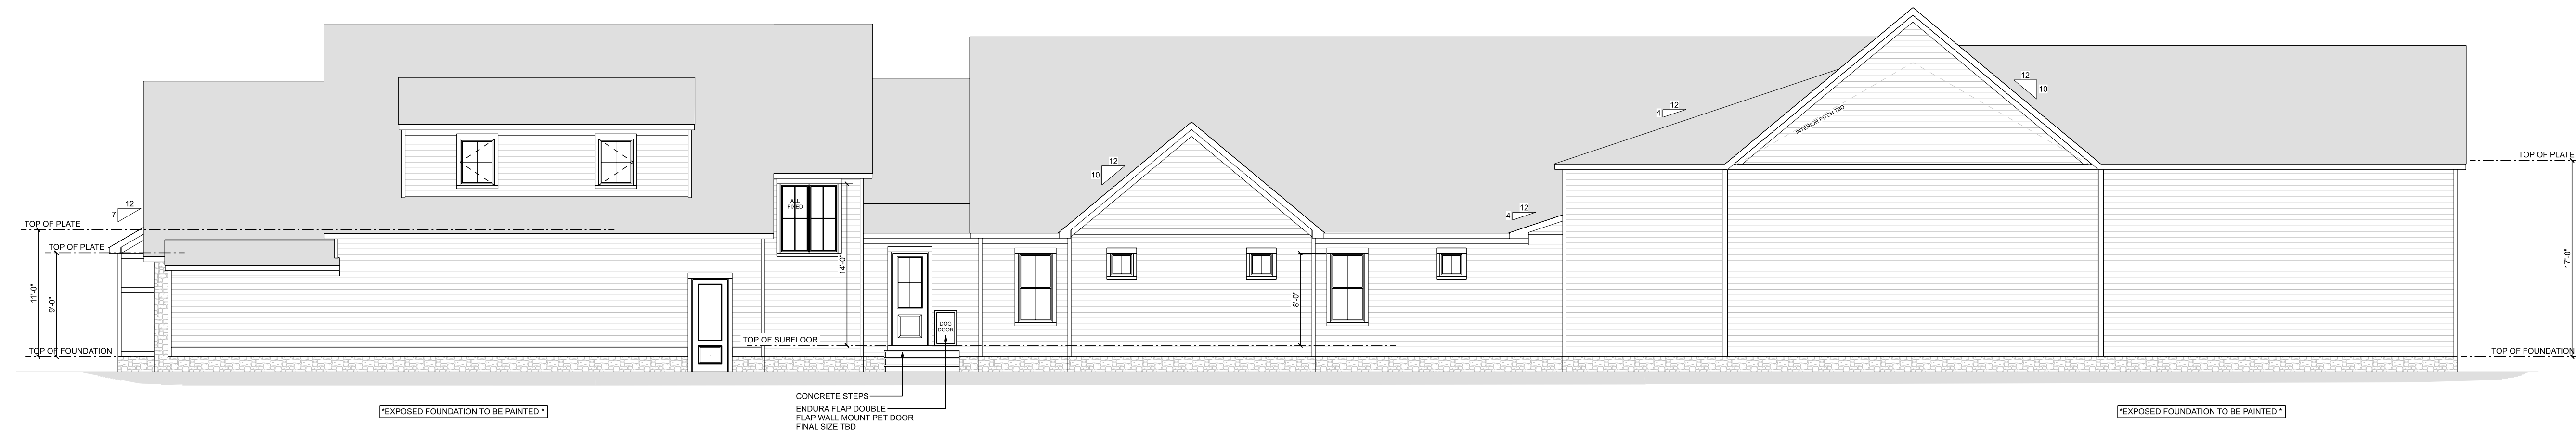 12
7
TOP OF PLATE
TOP OF PLATE
11'-0"
9'-0"
TOP OF FOUNDATION
*EXPOSED FOUNDATION TO BE PAINTED *
ALL
FIXED
14'-0"
TOP OF SUBFLOOR
DOG
DOOR
CONCRETE STEPS
ENDURA FLAP DOUBLE
FLAP WALL MOUNT PET DOOR
FINAL SIZE TBD
12
10
8'-0"
12
4
12
4
INTERIOR PITCH TBD
12
10
TOP OF PLATE
17'-0"
TOP OF FOUNDATION
*EXPOSED FOUNDATION TO BE PAINTED *